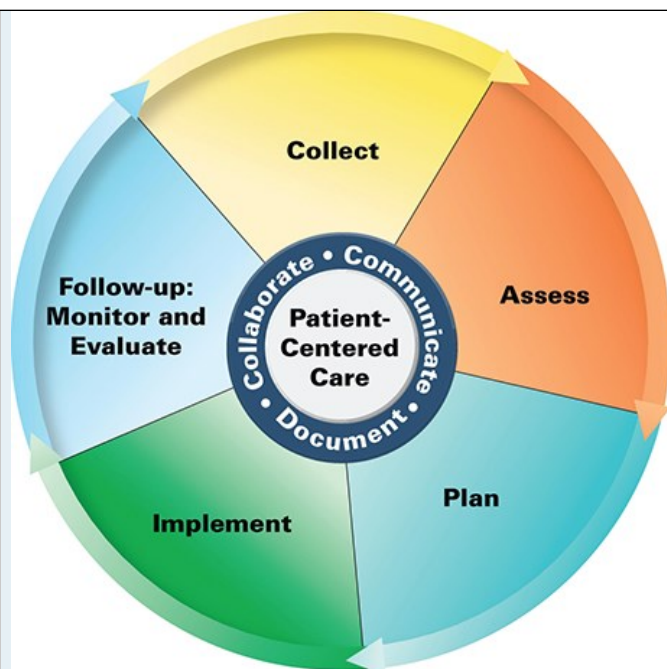 Collect
Assess
Plan
Implement
Follow-up:
Monitor and
Evaluate
Collaborate • Communicate
• Document •
Patient-
Centered
Care